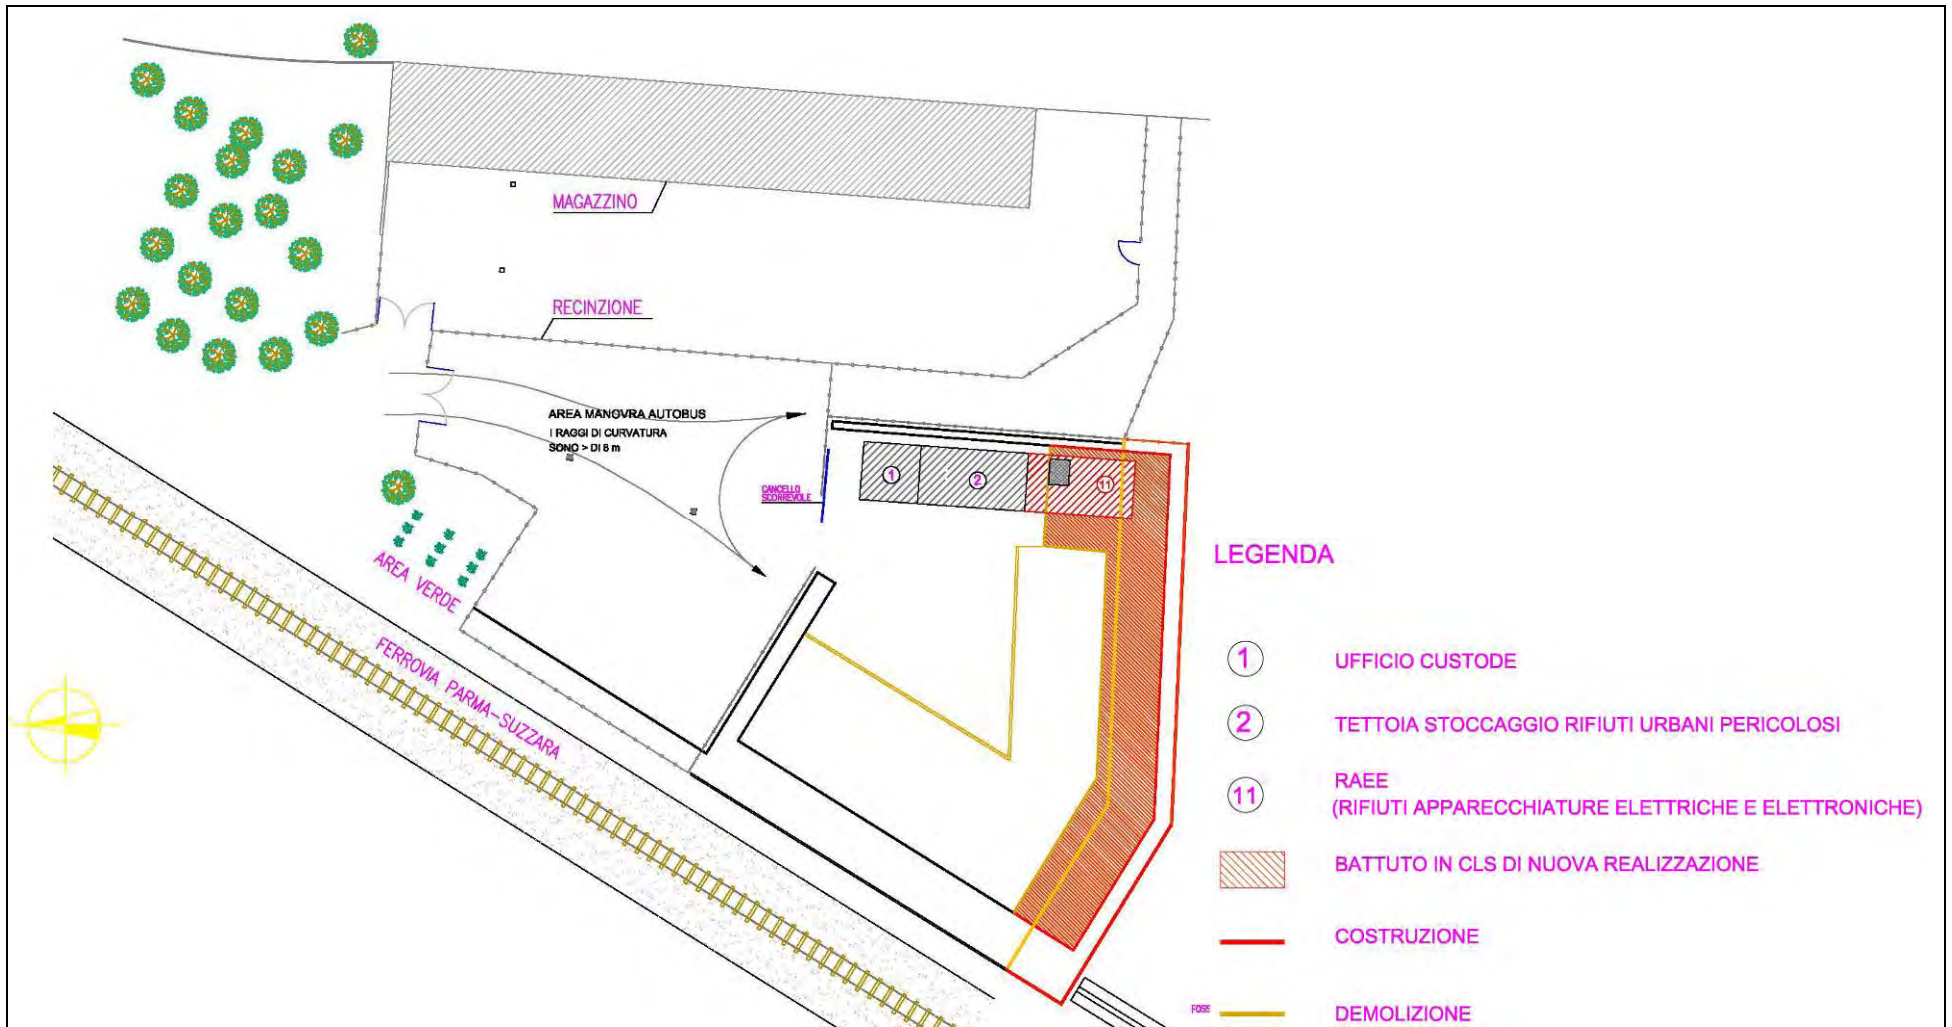 MAGAZZINO
RECINZIONE
AREA MANOVRA AUTOBUS
I RAGGI DI CURVATURA
SONO > DI 8 m
CANCELLO
SCORREVOLE
1
2
11
AREA VERDE
FERROVIA PARMA-SUZZARA
LEGENDA
1 UFFICIO CUSTODE
2 TETTOIA STOCCAGGIO RIFIUTI URBANI PERICOLOSI
11 RAEE
(RIFIUTI APPARECCHIATURE ELETTRICHE E ELETTRONICHE)
BATTUTO IN CLS DI NUOVA REALIZZAZIONE
COSTRUZIONE
FOSS
DEMOLIZIONE